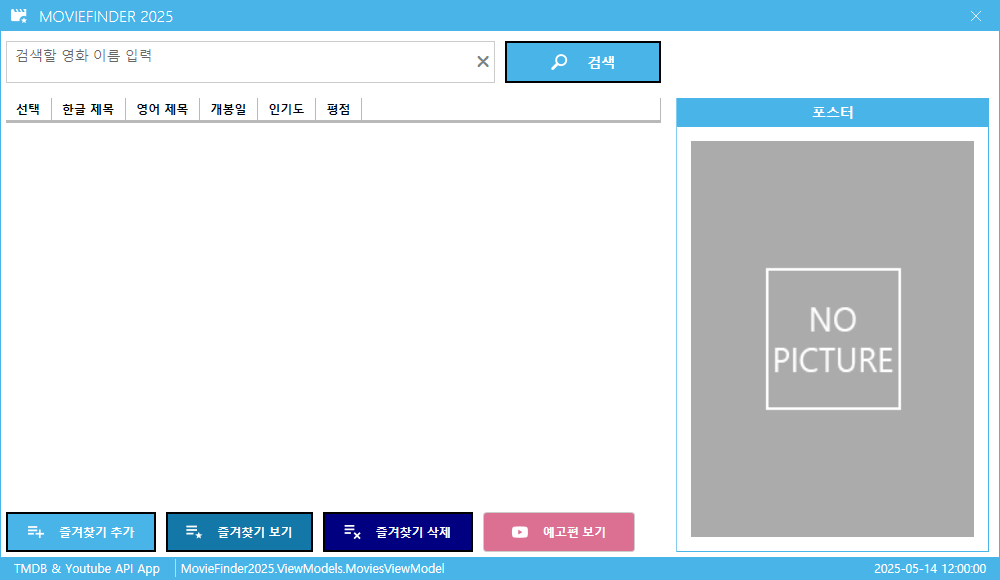 MOVIEFINDER 2025
검색할 영화 이름 입력
검색
선택 한글 제목 영어 제목 개봉일 인기도 평점
포스터
NO
PICTURE
즐겨찾기 추가 즐겨찾기 보기 즐겨찾기 삭제 예고편 보기
TMDB & Youtube API App MovieFinder2025.ViewModels.MoviesViewModel 2025-05-14 12:00:00